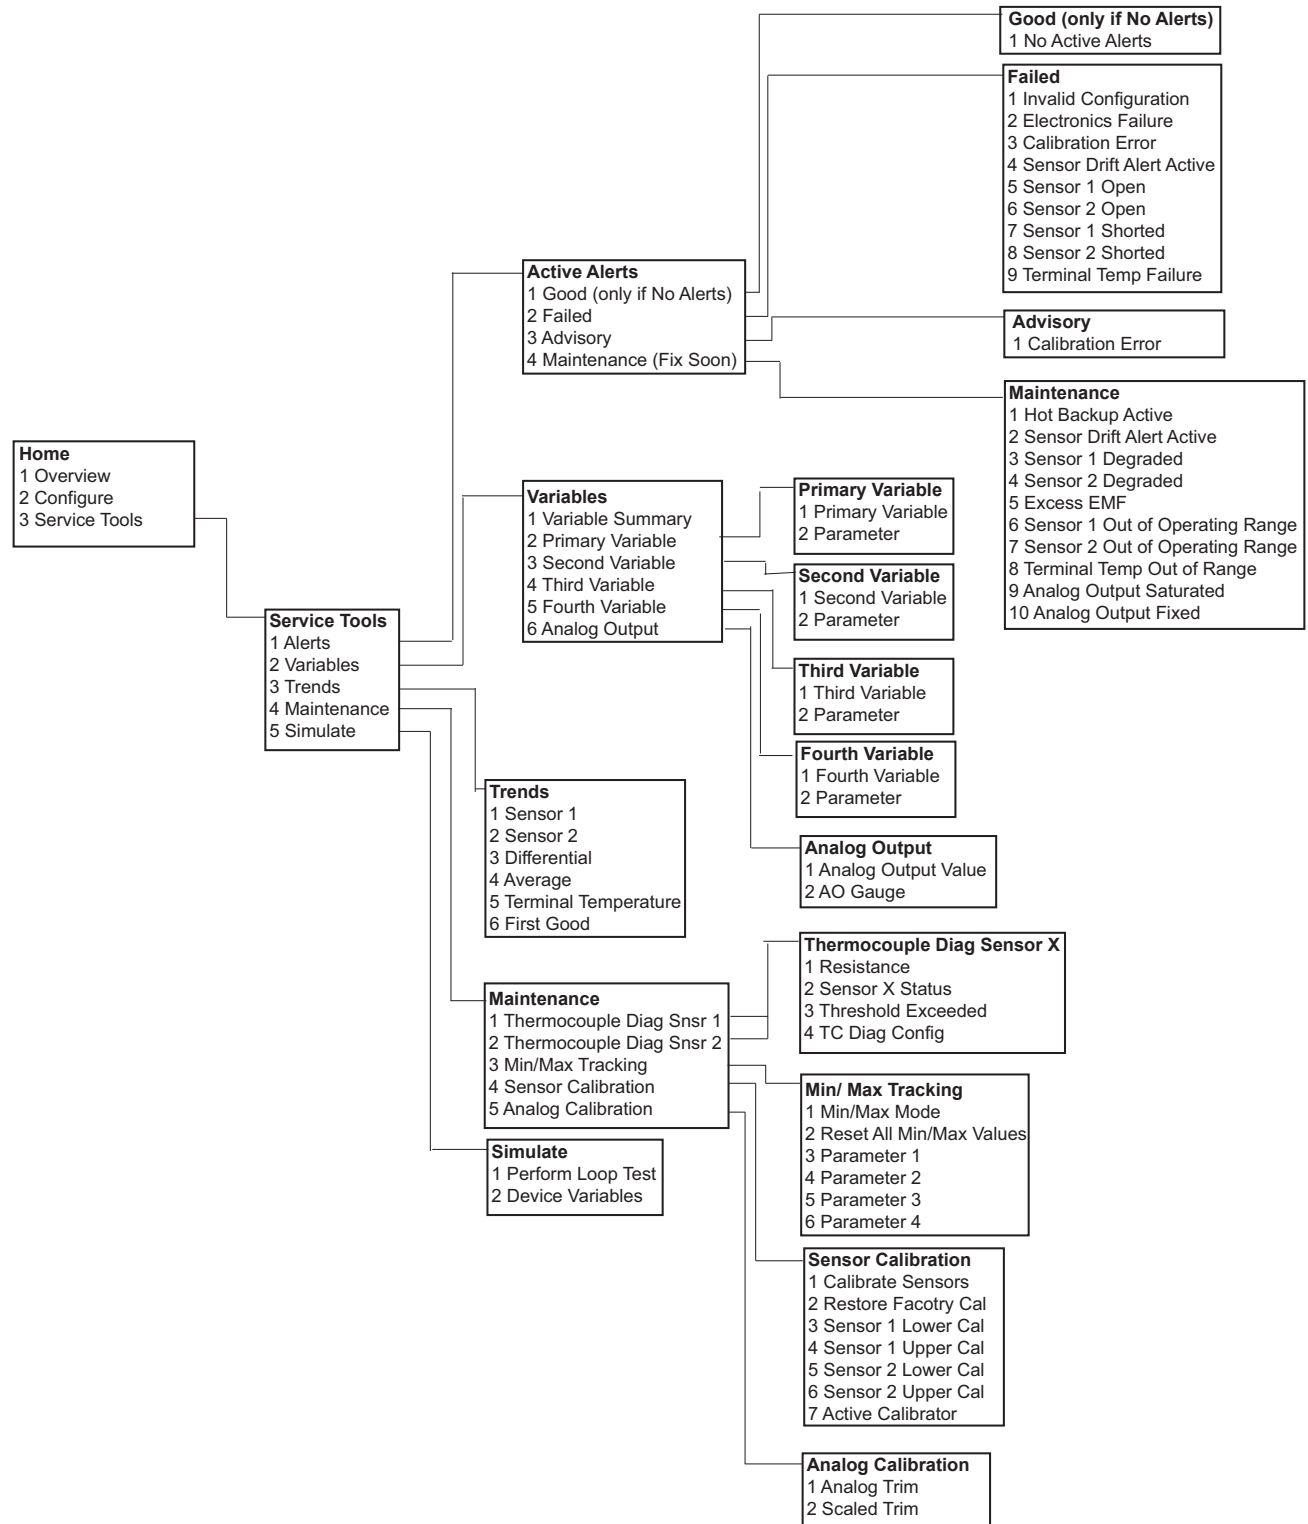 Home
1 Overview
2 Configure
3 Service Tools
Service Tools
1 Alerts
2 Variables
3 Trends
4 Maintenance
5 Simulate
Active Alerts
1 Good (only if No Alerts)
2 Failed
3 Advisory
4 Maintenance (Fix Soon)
Good (only if No Alerts)
1 No Active Alerts
Failed
1 Invalid Configuration
2 Electronics Failure
3 Calibration Error
4 Sensor Drift Alert Active
5 Sensor 1 Open
6 Sensor 2 Open
7 Sensor 1 Shorted
8 Sensor 2 Shorted
9 Terminal Temp Failure
Advisory
1 Calibration Error
Maintenance
1 Hot Backup Active
2 Sensor Drift Alert Active
3 Sensor 1 Degraded
4 Sensor 2 Degraded
5 Excess EMF
6 Sensor 1 Out of Operating Range
7 Sensor 2 Out of Operating Range
8 Terminal Temp Out of Range
9 Analog Output Saturated
10 Analog Output Fixed
Variables
1 Variable Summary
2 Primary Variable
3 Second Variable
4 Third Variable
5 Fourth Variable
6 Analog Output
Primary Variable
1 Primary Variable
2 Parameter
Second Variable
1 Second Variable
2 Parameter
Third Variable
1 Third Variable
2 Parameter
Fourth Variable
1 Fourth Variable
2 Parameter
Analog Output
1 Analog Output Value
2 AO Gauge
Trends
1 Sensor 1
2 Sensor 2
3 Differential
4 Average
5 Terminal Temperature
6 First Good
Maintenance
1 Thermocouple Diag Snsr 1
2 Thermocouple Diag Snsr 2
3 Min/Max Tracking
4 Sensor Calibration
5 Analog Calibration
Thermocouple Diag Sensor X
1 Resistance
2 Sensor X Status
3 Threshold Exceeded
4 TC Diag Config
Min/ Max Tracking
1 Min/Max Mode
2 Reset All Min/Max Values
3 Parameter 1
4 Parameter 2
5 Parameter 3
6 Parameter 4
Sensor Calibration
1 Calibrate Sensors
2 Restore Facotry Cal
3 Sensor 1 Lower Cal
4 Sensor 1 Upper Cal
5 Sensor 2 Lower Cal
6 Sensor 2 Upper Cal
7 Active Calibrator
Analog Calibration
1 Analog Trim
2 Scaled Trim
Simulate
1 Perform Loop Test
2 Device Variables